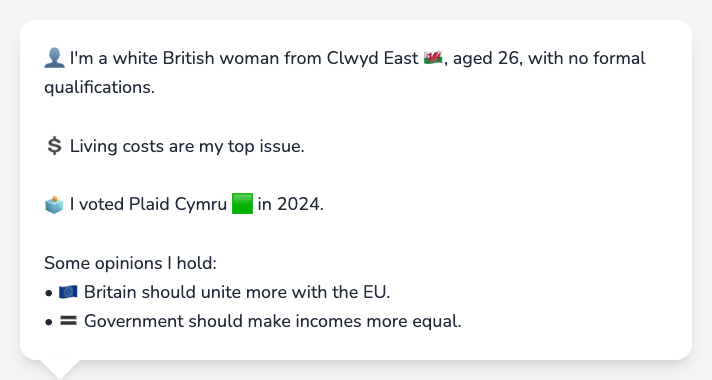 👤 I'm a white British woman from Clwyd East 🏴󠁧󠁢󠁷󠁬󠁳󠁿, aged 26, with no formal
qualifications.
💲 Living costs are my top issue.
🗳️ I voted Plaid Cymru 🟩 in 2024.
Some opinions I hold:
• 🇪🇺 Britain should unite more with the EU.
• 🟰 Government should make incomes more equal.